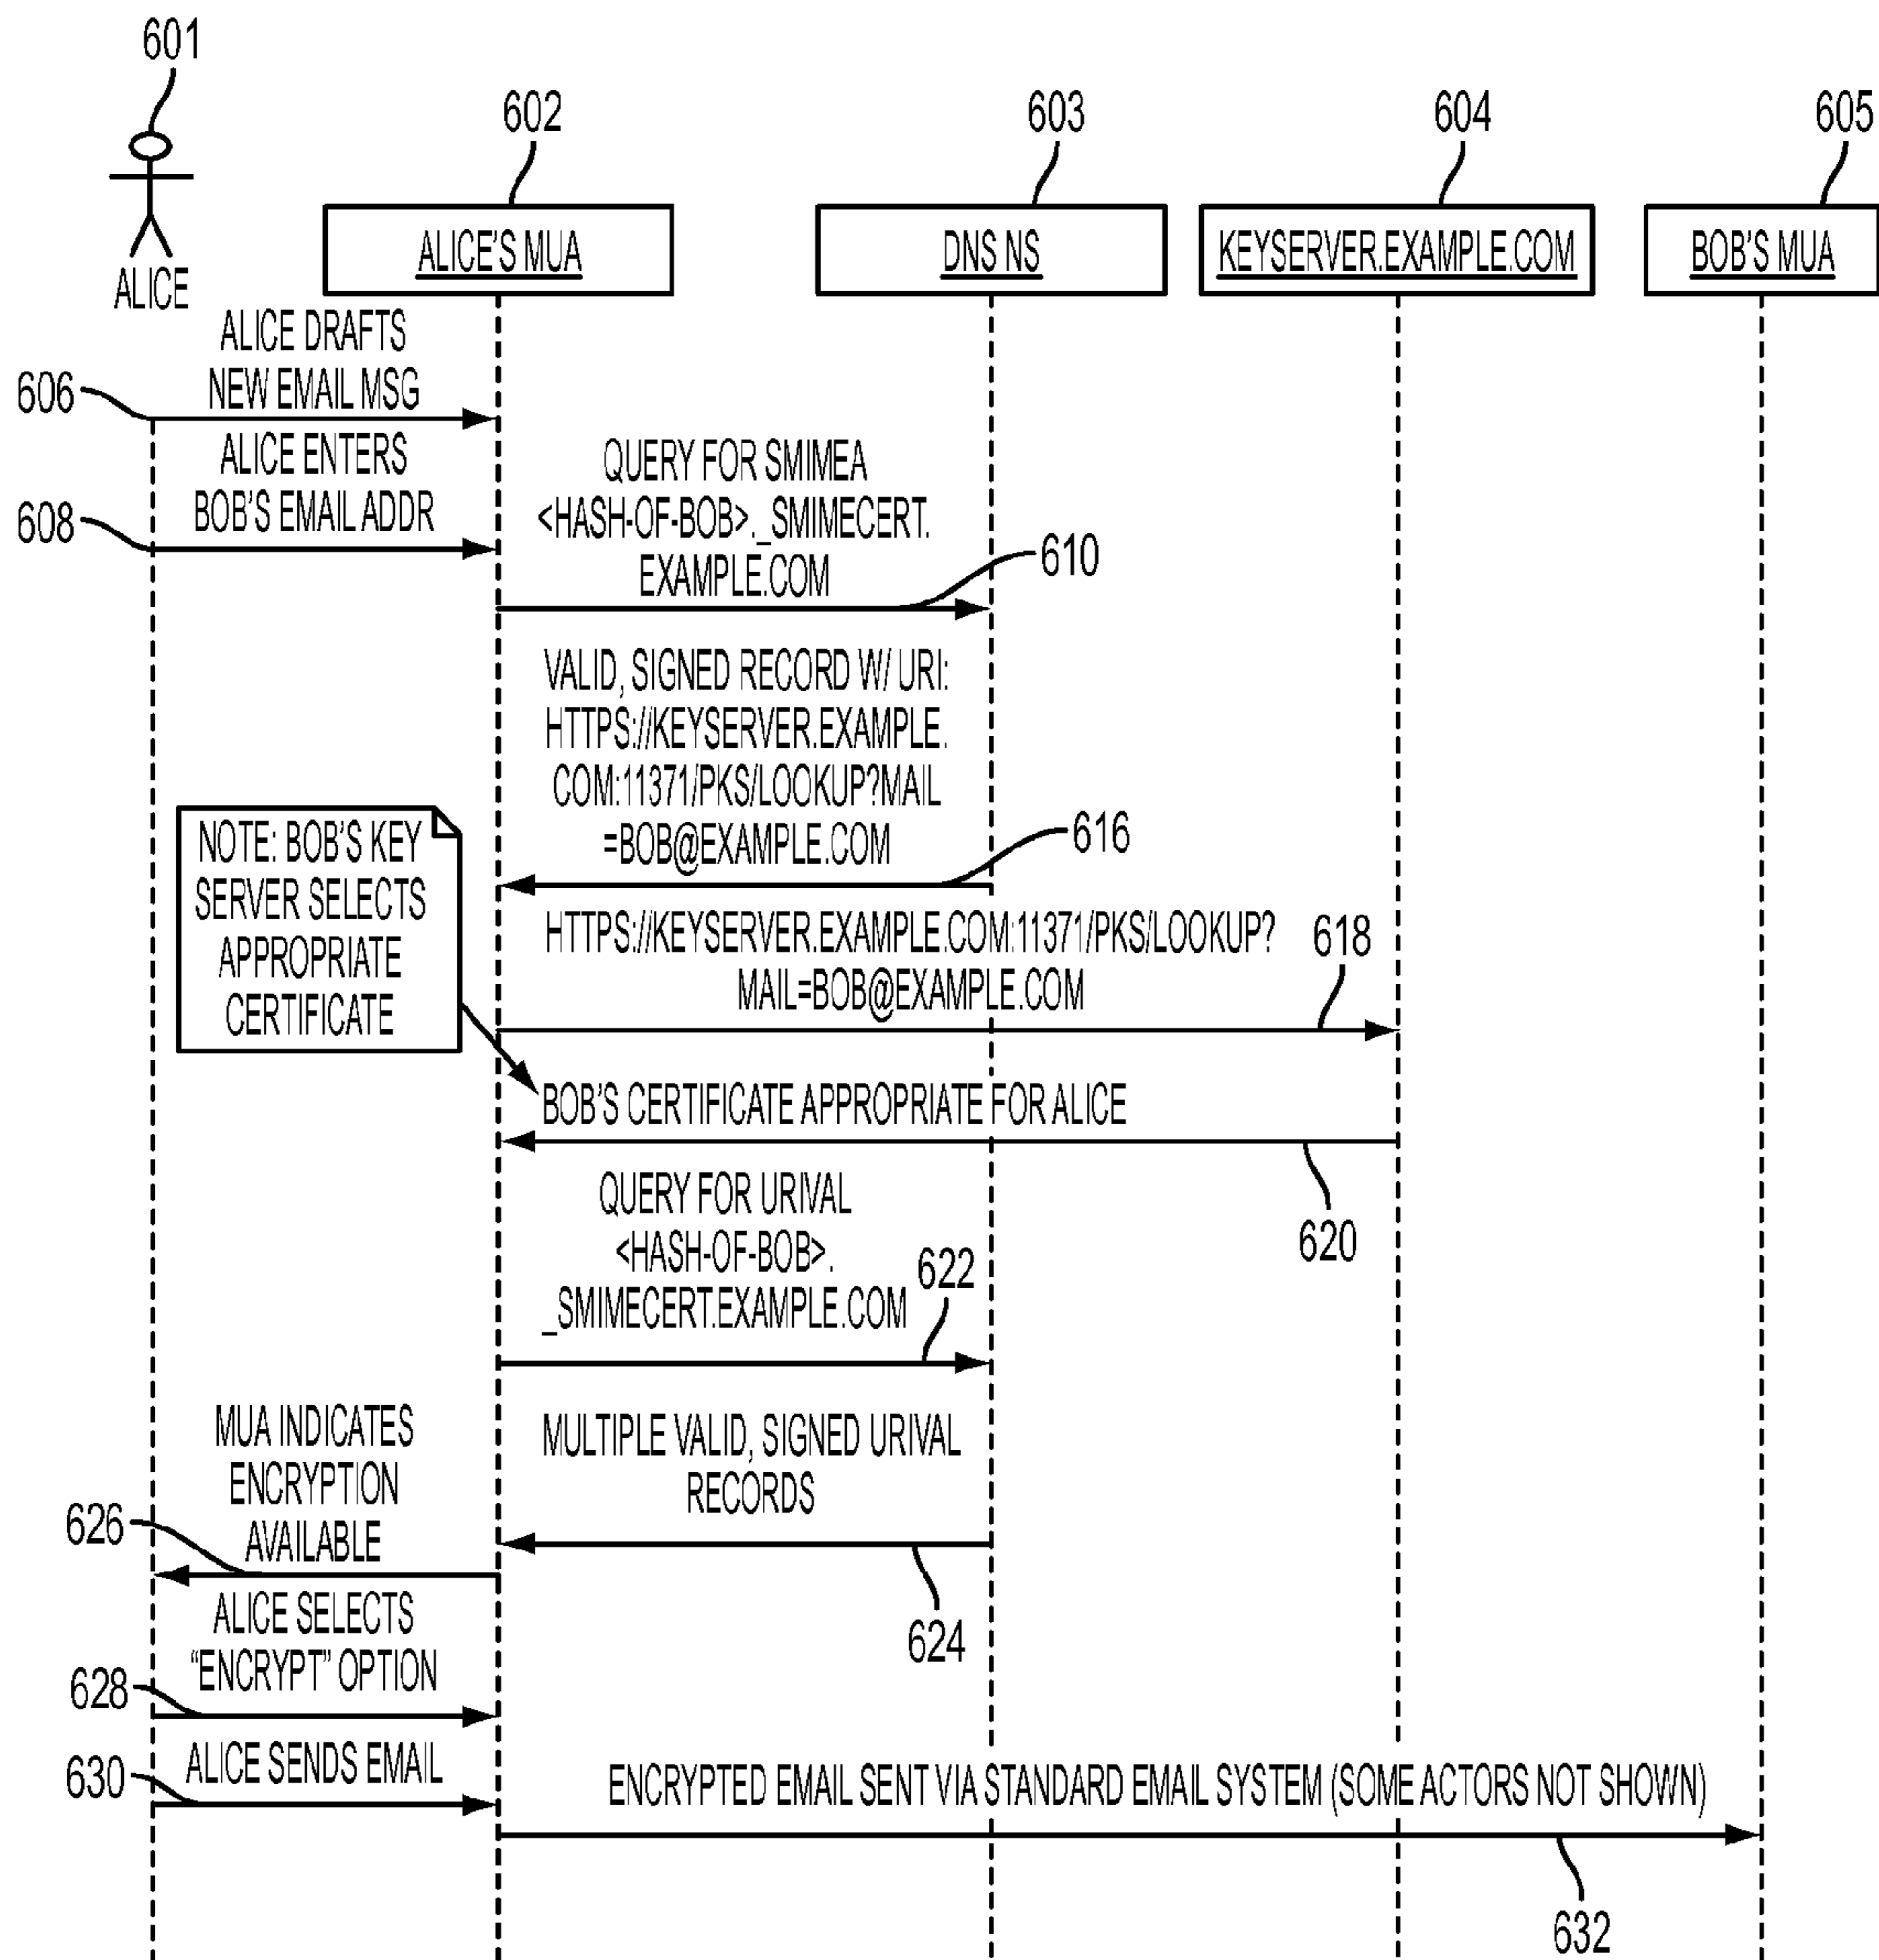 601
602
603
604
605
ALICE
ALICE'S MUA
DNS NS
KEYSERVER.EXAMPLE.COM
BOB'S MUA
ALICE DRAFTS
NEW EMAIL MSG
606
ALICE ENTERS
BOB'S EMAIL ADDR
608
QUERY FOR SMIMEA
<HASH-OF-BOB>._SMIMECERT.
EXAMPLE.COM
610
VALID, SIGNED RECORD W/ URI:
HTTPS://KEYSERVER.EXAMPLE.
COM:11371/PKS/LOOKUP?MAIL
=BOB@EXAMPLE.COM
616
NOTE: BOB'S KEY
SERVER SELECTS
APPROPRIATE
CERTIFICATE
HTTPS://KEYSERVER.EXAMPLE.COM:11371/PKS/LOOKUP?
MAIL=BOB@EXAMPLE.COM
618
BOB'S CERTIFICATE APPROPRIATE FOR ALICE
620
QUERY FOR URIVAL
<HASH-OF-BOB>.
_SMIMECERT.EXAMPLE.COM
622
MULTIPLE VALID, SIGNED URIVAL
RECORDS
624
MUA INDICATES
ENCRYPTION
AVAILABLE
626
ALICE SELECTS
“ENCRYPT” OPTION
628
ALICE SENDS EMAIL
630
ENCRYPTED EMAIL SENT VIA STANDARD EMAIL SYSTEM (SOME ACTORS NOT SHOWN)
632